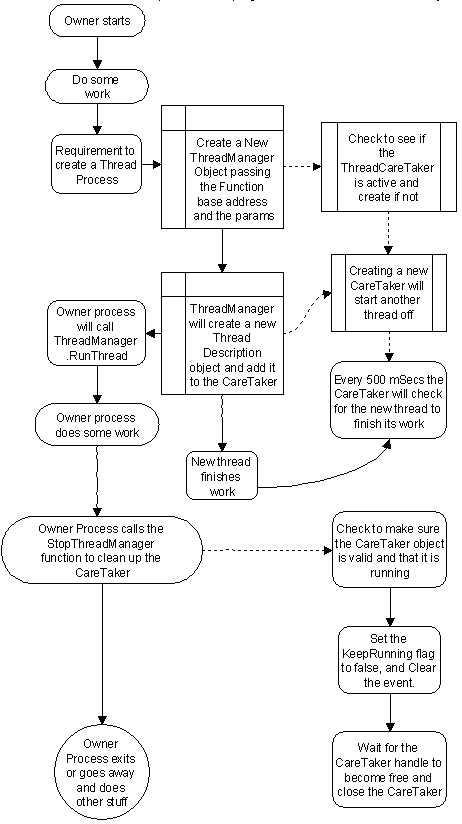 Owner starts
Do some
work
Requirement to
create a Thread
Process
Create a New
ThreadManager
Object passing
the Function
base address
and the params
Check to see if
the
ThreadCareTaker
is active and
create if not
Creating a new
CareTaker will
start another
thread off
ThreadManager
will create a new
Thread
Description
object and add it
to the CareTaker
Owner process
will call
ThreadManager
.RunThread
Every 500 mSecs the
CareTaker will check
for the new thread to
finish its work
Owner process
does some work
New thread
finishes
work
Owner Process calls the
StopThreadManager
function to clean up the
CareTaker
Check to make sure
the CareTaker object
is valid and that it is
running
Set the
KeepRunning flag
to false, and Clear
the event.
Owner
Process exits
or goes away
and does
other stuff
Wait for the
CareTaker handle to
become free and
close the CareTaker